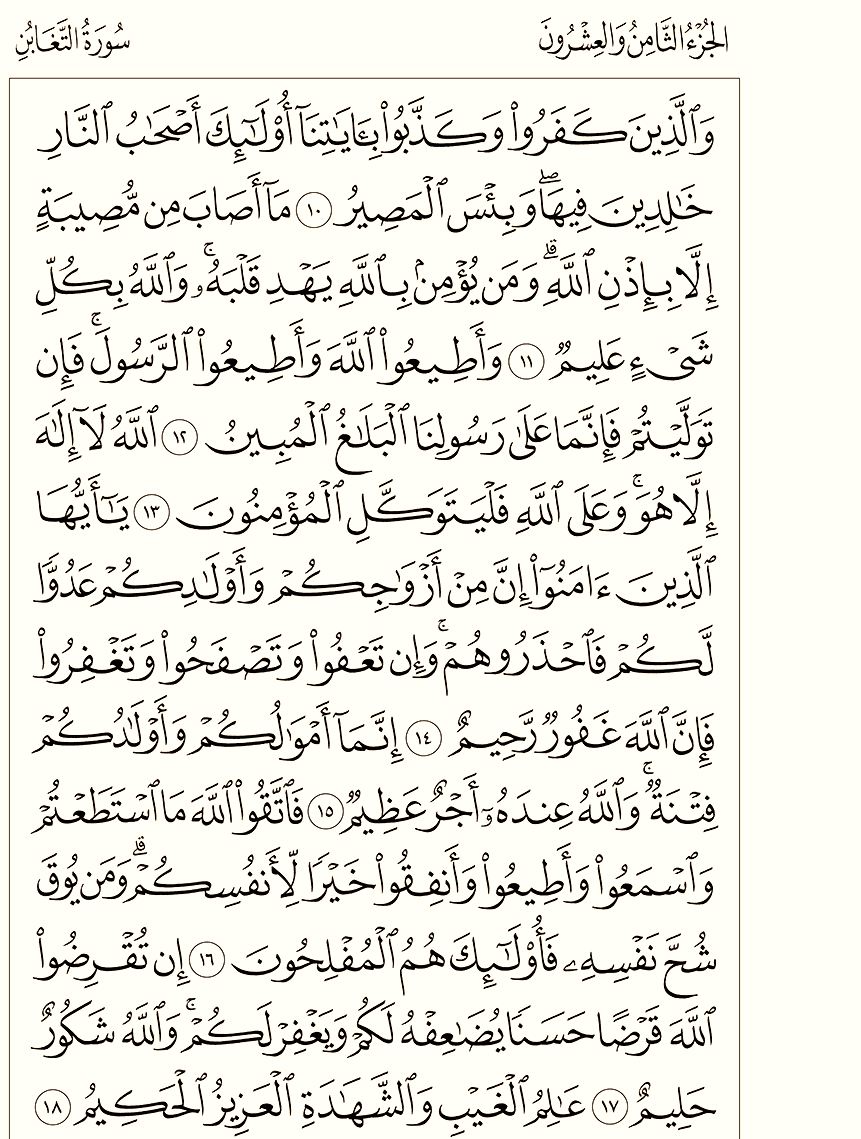 الجُزْءُ الثَّامِنُ وَالعِشْرُونَ
سُورَةُ التَّغَابُنِ
وَٱلَّذِينَ كَفَرُواْ وَكَذَّبُواْ بِـَٔايَٰتِنَآ أُوْلَٰٓئِكَ أَصۡحَٰبُ ٱلنَّارِ
خَٰلِدِينَ فِيهَاۖ وَبِئۡسَ ٱلۡمَصِيرُ ١٠ مَآ أَصَابَ مِن مُّصِيبَةٍ
إِلَّا بِإِذۡنِ ٱللَّهِۗ وَمَن يُؤۡمِنۢ بِٱللَّهِ يَهۡدِ قَلۡبَهُۥۚ وَٱللَّهُ بِكُلِّ
شَيۡءٍ عَلِيمٞ ١١ وَأَطِيعُواْ ٱللَّهَ وَأَطِيعُواْ ٱلرَّسُولَۚ فَإِن
تَوَلَّيۡتُمۡ فَإِنَّمَا عَلَىٰ رَسُولِنَا ٱلۡبَلَٰغُ ٱلۡمُبِينُ ١٢ ٱللَّهُ لَآ إِلَٰهَ
إِلَّا هُوَۚ وَعَلَى ٱللَّهِ فَلۡيَتَوَكَّلِ ٱلۡمُؤۡمِنُونَ ١٣ يَٰٓأَيُّهَا
ٱلَّذِينَ ءَامَنُوٓاْ إِنَّ مِنۡ أَزۡوَٰجِكُمۡ وَأَوۡلَٰدِكُمۡ عَدُوّٗا
لَّكُمۡ فَٱحۡذَرُوهُمۡۚ وَإِن تَعۡفُواْ وَتَصۡفَحُواْ وَتَغۡفِرُواْ
فَإِنَّ ٱللَّهَ غَفُورٞ رَّحِيمٌ ١٤ إِنَّمَآ أَمۡوَٰلُكُمۡ وَأَوۡلَٰدُكُمۡ
فِتۡنَةٞۚ وَٱللَّهُ عِندَهُۥٓ أَجۡرٌ عَظِيمٞ ١٥ فَٱتَّقُواْ ٱللَّهَ مَا ٱسۡتَطَعۡتُمۡ
وَٱسۡمَعُواْ وَأَطِيعُواْ وَأَنفِقُواْ خَيۡرٗا لِّأَنفُسِكُمۡۗ وَمَن يُوقَ
شُحَّ نَفۡسِهِۦ فَأُوْلَٰٓئِكَ هُمُ ٱلۡمُفۡلِحُونَ ١٦ إِن تُقۡرِضُواْ
ٱللَّهَ قَرۡضًا حَسَنٗا يُضَٰعِفۡهُ لَكُمۡ وَيَغۡفِرۡ لَكُمۡۚ وَٱللَّهُ شَكُورٌ
حَلِيمٌ ١٧ عَٰلِمُ ٱلۡغَيۡبِ وَٱلشَّهَٰدَةِ ٱلۡعَزِيزُ ٱلۡحَكِيمُ ١٨